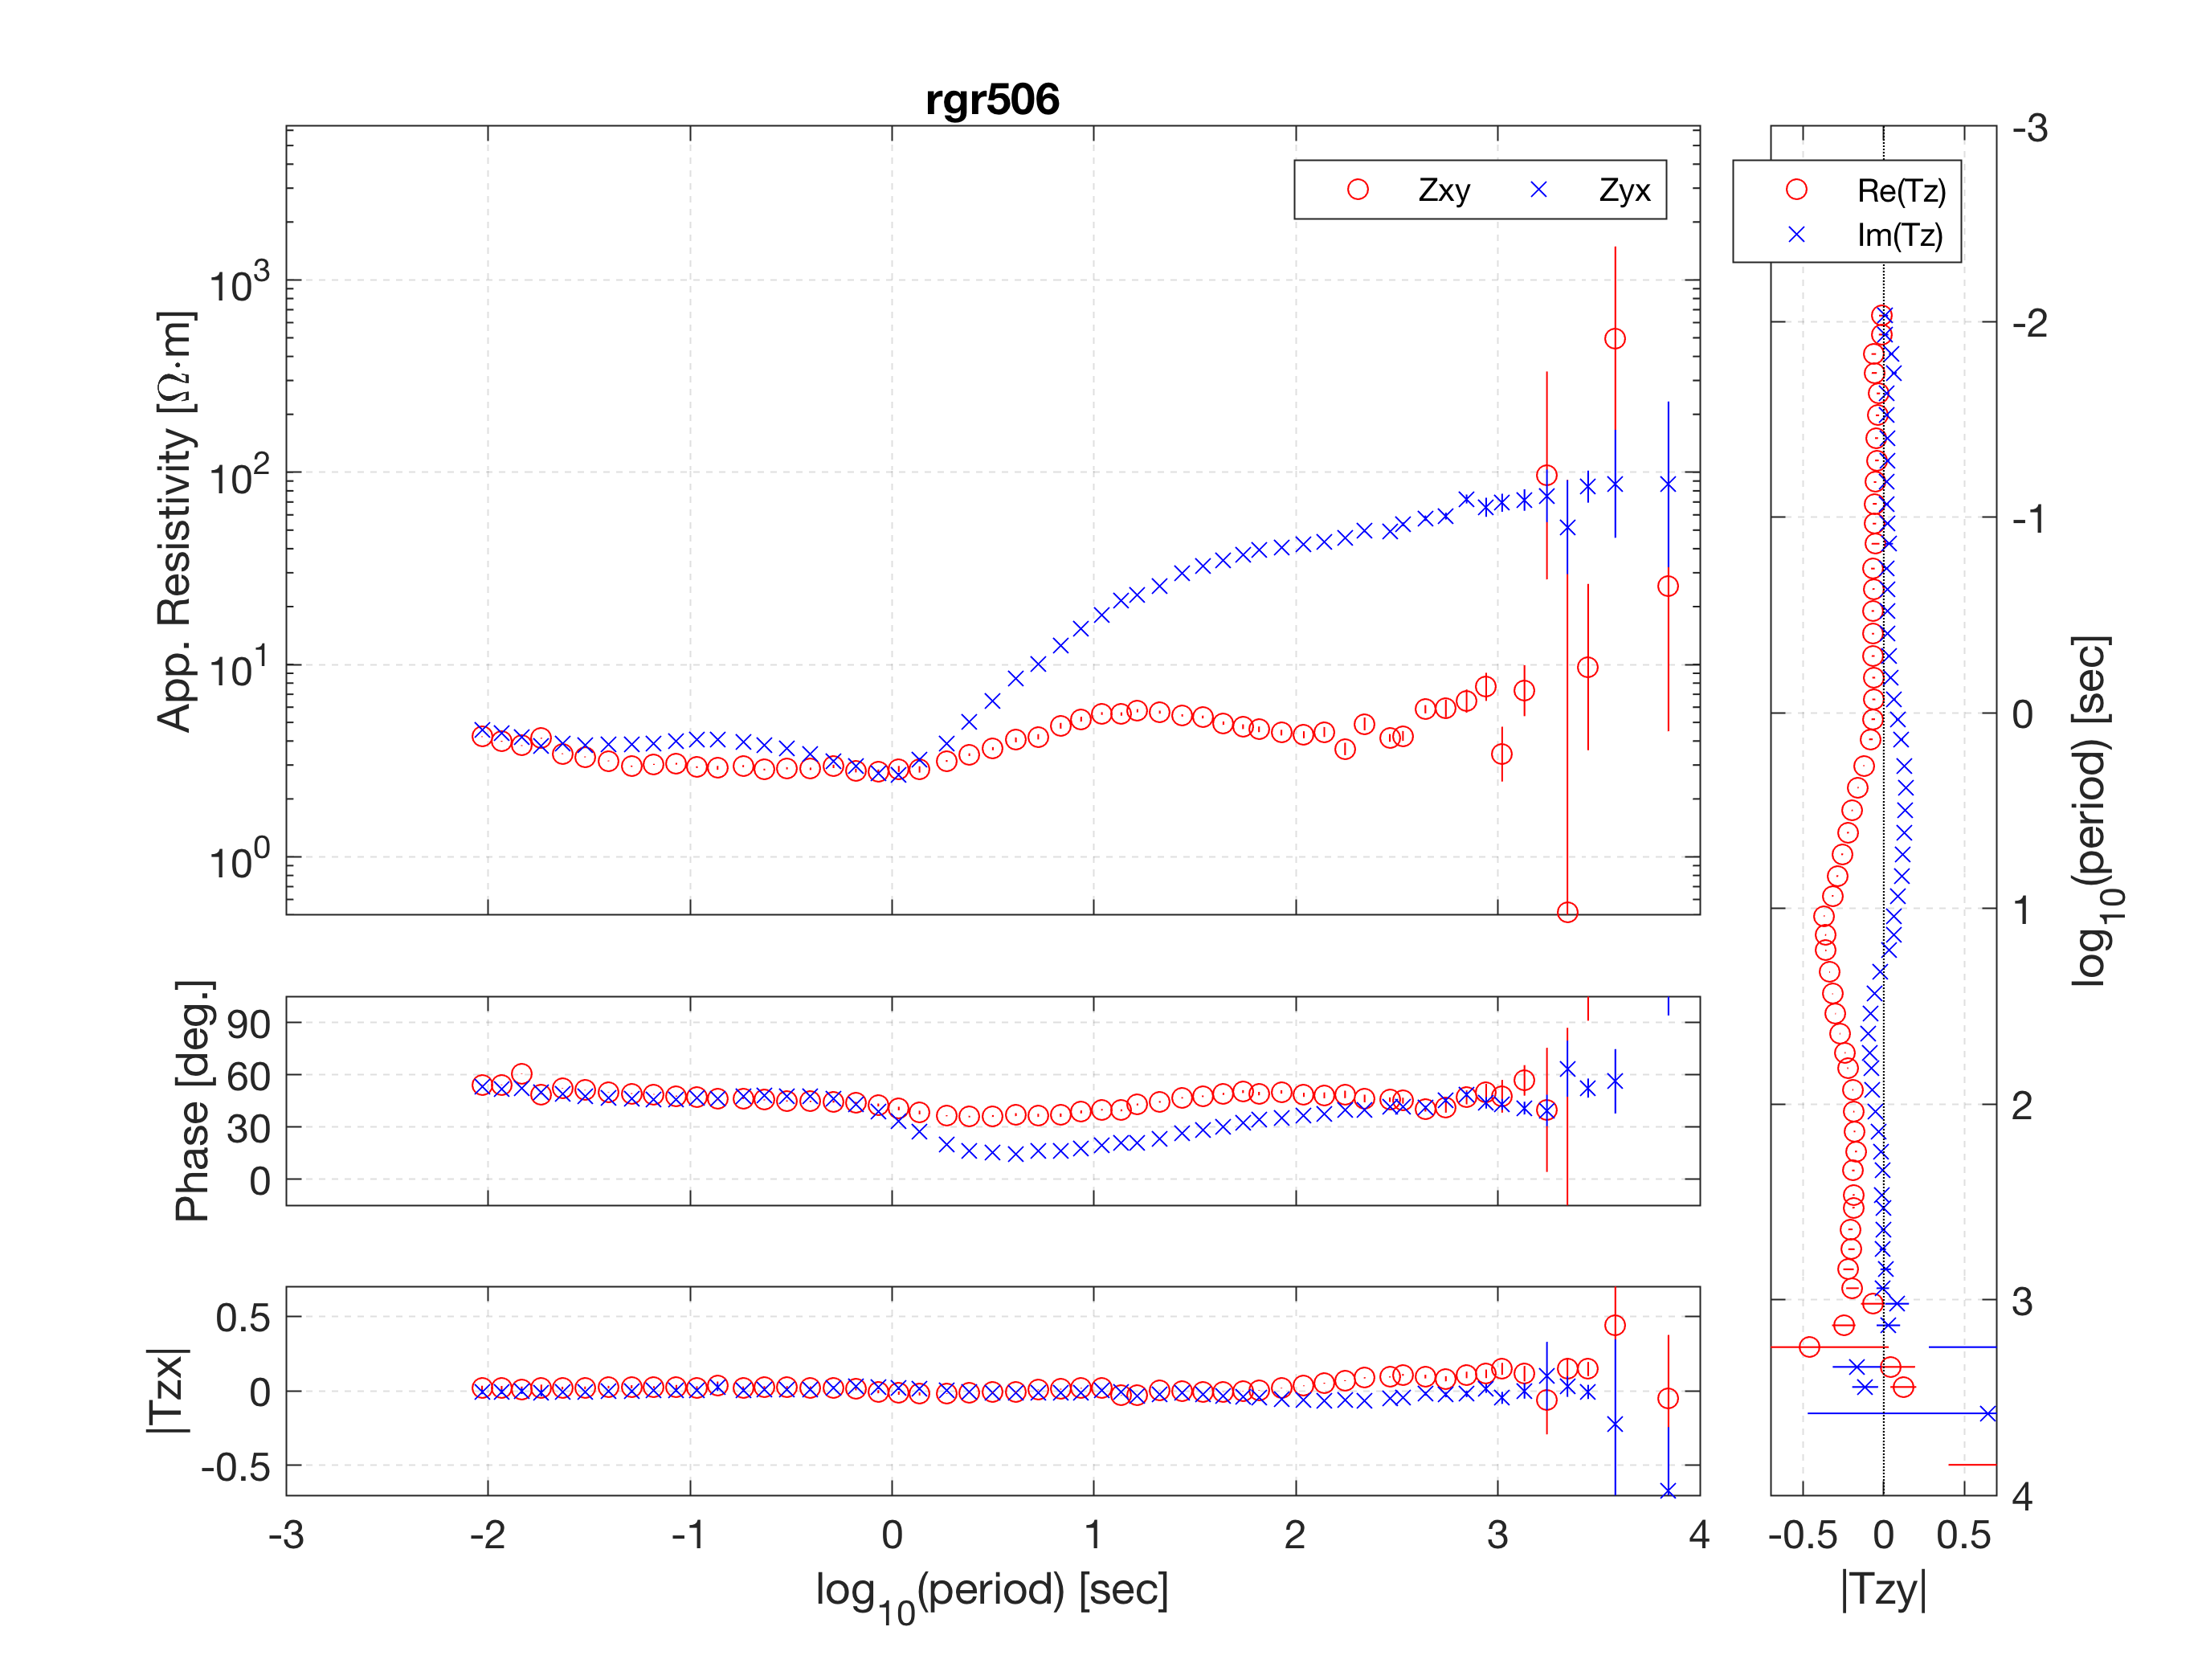 rgr506
Zxy Zyx
Re(Tz)
Im(Tz)
App. Resistivity [Ω·m]
10^3
10^2
10^1
10^0
Phase [deg.]
90
60
30
0
|Tzx|
0.5
0
-0.5
-3 -2 -1 0 1 2 3 4
log10(period) [sec]
-3
-2
-1
0
1
2
3
4
log10(period) [sec]
-0.5 0 0.5
|Tzy|